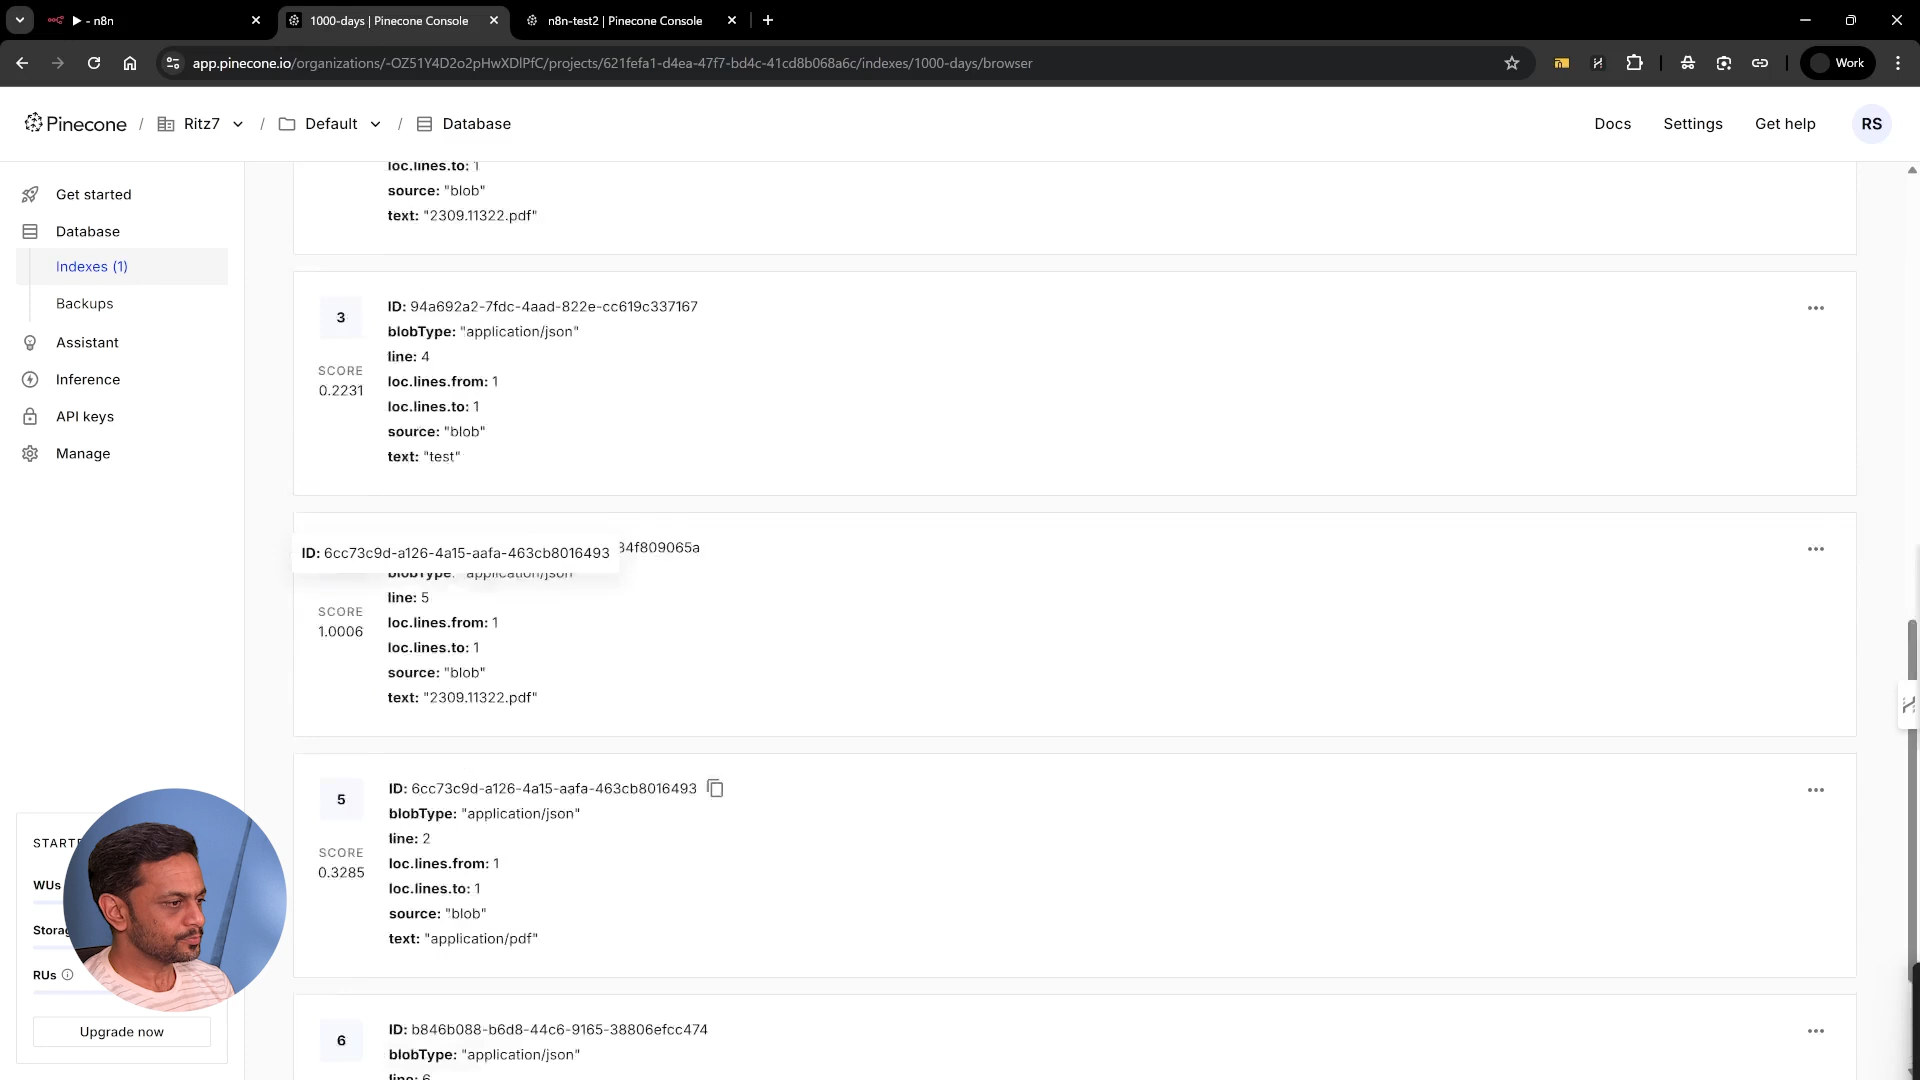 - n8n
1000-days | Pinecone Console
n8n-test2 | Pinecone Console
app.pinecone.io/organizations/-OZ51Y4D2o2pHwXDlPfC/projects/621fefa1-d4ea-47f7-bd4c-41cd8b068a6c/indexes/1000-days/browser
Work
Pinecone / Ritz7 / Default / Database
Docs
Settings
Get help
RS
Get started
Database
Indexes (1)
Backups
Assistant
Inference
API keys
Manage
WUs
RUs
Upgrade now
loc.lines.to: 1
source: "blob"
text: "2309.11322.pdf"
3
SCORE
0.2231
ID: 94a692a2-7fdc-4aad-822e-cc619c337167
blobType: "application/json"
line: 4
loc.lines.from: 1
loc.lines.to: 1
source: "blob"
text: "test"
ID: 6cc73c9d-a126-4a15-aafa-463cb8016493
34f809065a
blobType: "application/json"
SCORE
1.0006
line: 5
loc.lines.from: 1
loc.lines.to: 1
source: "blob"
text: "2309.11322.pdf"
5
SCORE
0.3285
ID: 6cc73c9d-a126-4a15-aafa-463cb8016493
blobType: "application/json"
line: 2
loc.lines.from: 1
loc.lines.to: 1
source: "blob"
text: "application/pdf"
6
ID: b846b088-b6d8-44c6-9165-38806efcc474
blobType: "application/json"
line: 6